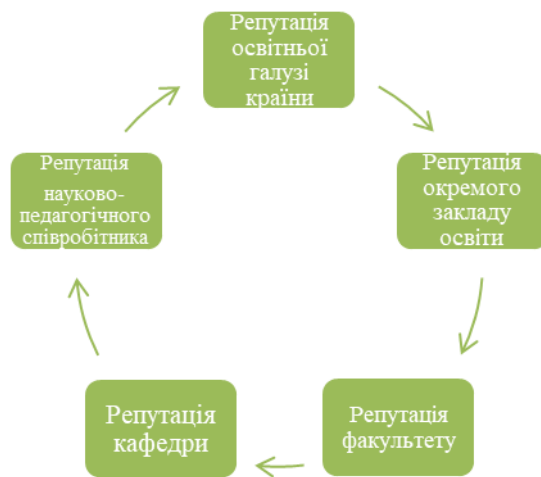 Репутація
освітньої
галузі
країни
Репутація
окремого
закладу
освіти
Репутація
факультету
Репутація
кафедри
Репутація
науково-
педагогічного
співробітника